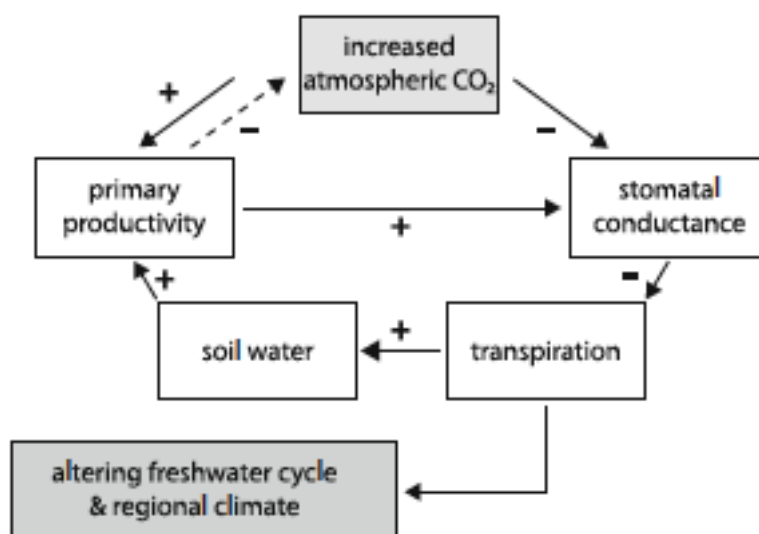 increased
atmospheric CO₂
+
−
−
primary
productivity
stomatal
conductance
+
+
−
soil water
+
transpiration
altering freshwater cycle
& regional climate